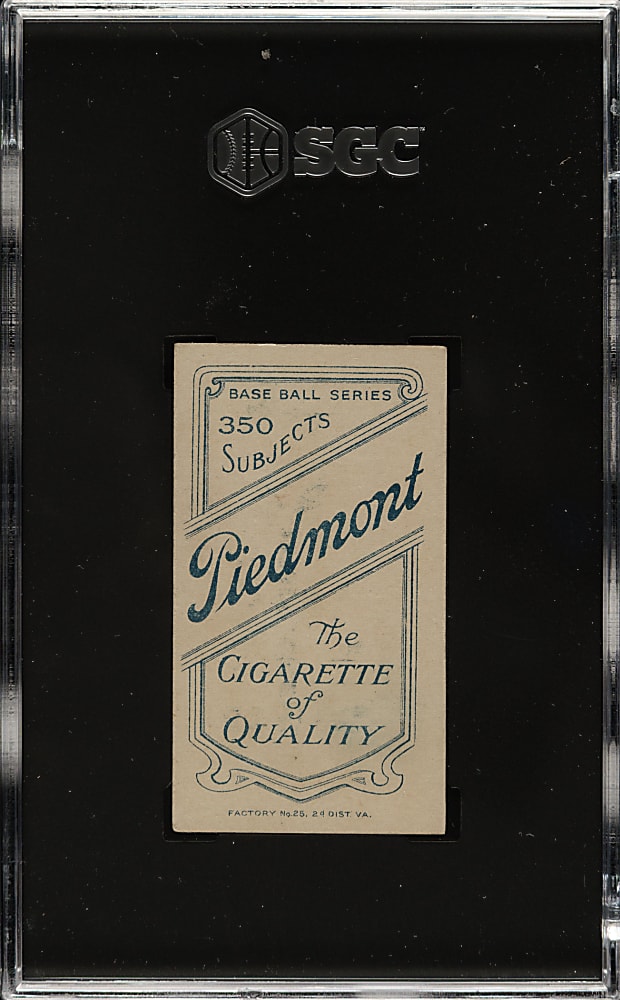 SGC
BASE BALL SERIES
350
SUBJECTS
Piedmont
The
CIGARETTE
of
QUALITY
FACTORY No. 25, 2d DIST. VA.